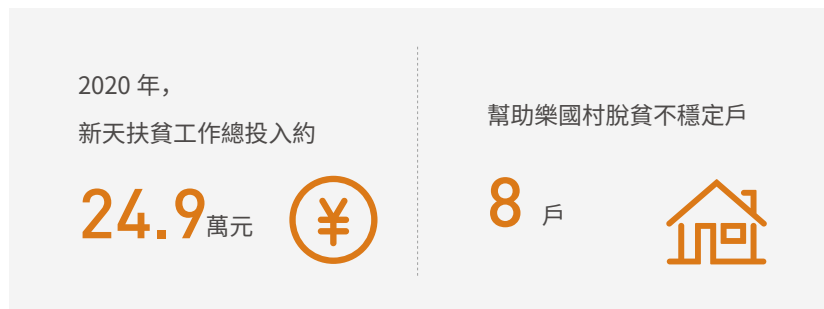 2020 年，
新天扶貧工作總投入約
24.9萬元
¥
幫助樂國村脫貧不穩定戶
8 戶